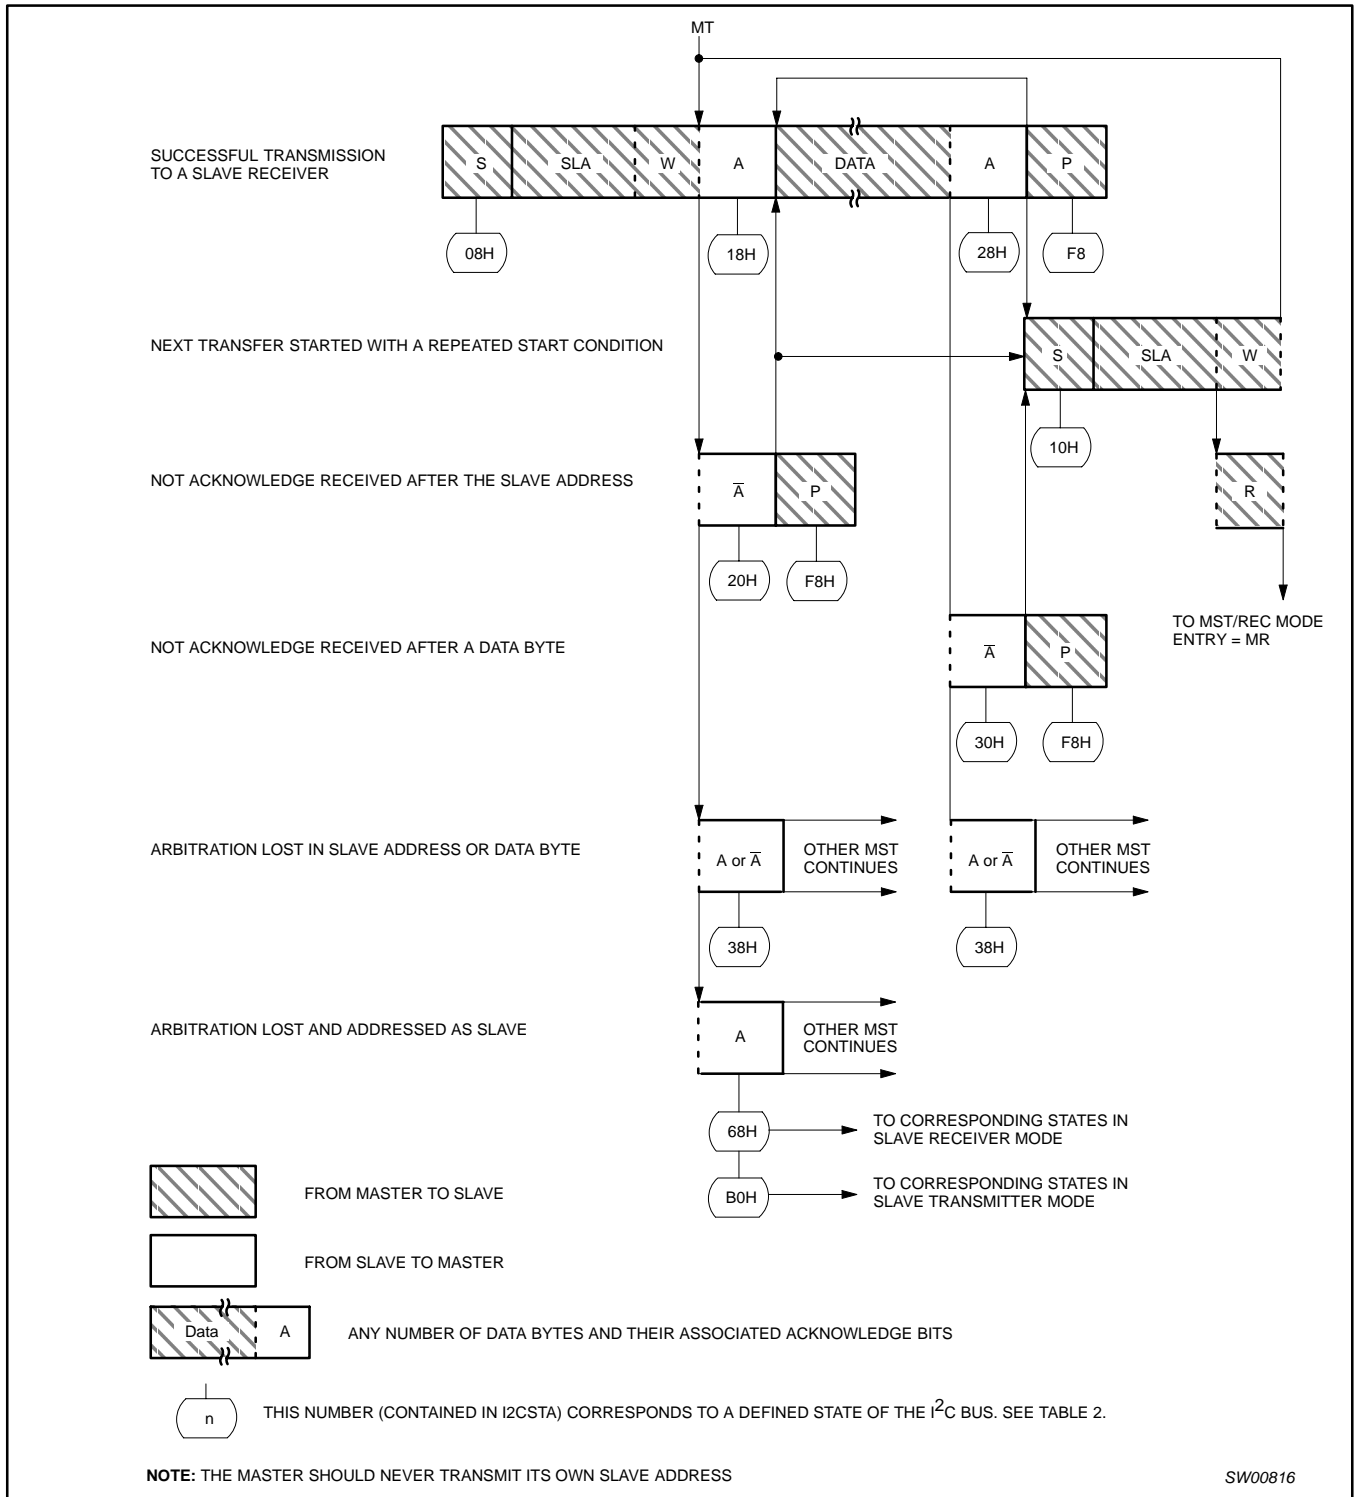 MT
SUCCESSFUL TRANSMISSION
TO A SLAVE RECEIVER
S SLA W A DATA A P
08H 18H 28H F8
NEXT TRANSFER STARTED WITH A REPEATED START CONDITION
S SLA W
10H
NOT ACKNOWLEDGE RECEIVED AFTER THE SLAVE ADDRESS
A̅ P R
20H F8H
TO MST/REC MODE
ENTRY = MR
NOT ACKNOWLEDGE RECEIVED AFTER A DATA BYTE
A̅ P
30H F8H
ARBITRATION LOST IN SLAVE ADDRESS OR DATA BYTE
A or A̅ OTHER MST
CONTINUES
A or A̅ OTHER MST
CONTINUES
38H 38H
ARBITRATION LOST AND ADDRESSED AS SLAVE
A OTHER MST
CONTINUES
68H TO CORRESPONDING STATES IN
SLAVE RECEIVER MODE
B0H TO CORRESPONDING STATES IN
SLAVE TRANSMITTER MODE
FROM MASTER TO SLAVE
FROM SLAVE TO MASTER
Data A ANY NUMBER OF DATA BYTES AND THEIR ASSOCIATED ACKNOWLEDGE BITS
n THIS NUMBER (CONTAINED IN I2CSTA) CORRESPONDS TO A DEFINED STATE OF THE I²C BUS. SEE TABLE 2.
NOTE: THE MASTER SHOULD NEVER TRANSMIT ITS OWN SLAVE ADDRESS
SW00816